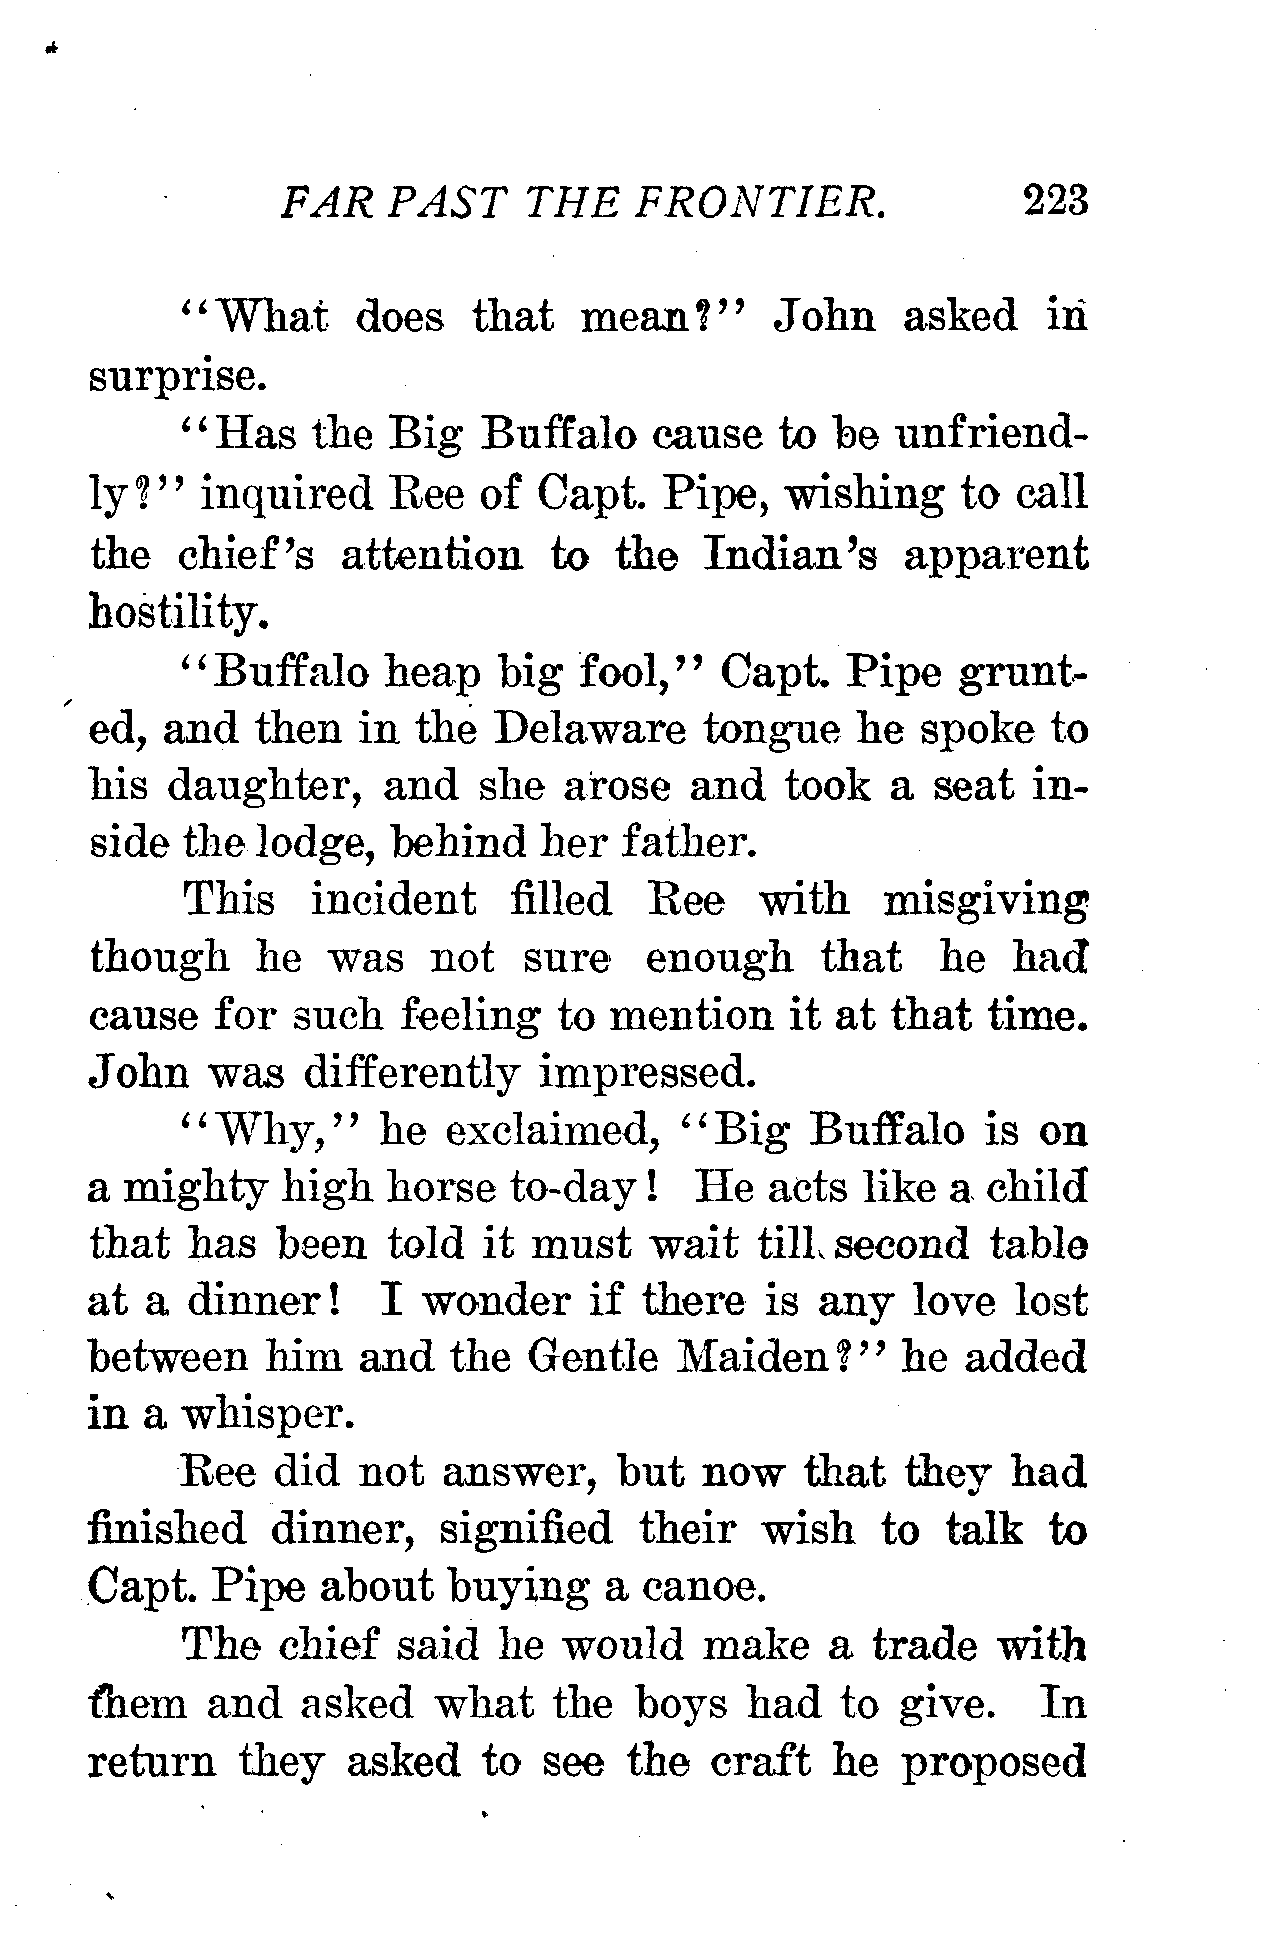 FAR PAST THE FRONTIER. 223
"What does that mean?" John asked in
surprise.
"Has the Big Buffalo cause to be unfriend-
ly?" inquired Ree of Capt. Pipe, wishing to call
the chief's attention to the Indian's apparent
hostility.
"Buffalo heap big fool," Capt. Pipe grunt-
ed, and then in the Delaware tongue he spoke to
his daughter, and she arose and took a seat in-
side the lodge, behind her father.
This incident filled Ree with misgiving
though he was not sure enough that he had
cause for such feeling to mention it at that time.
John was differently impressed.
"Why," he exclaimed, "Big Buffalo is on
a mighty high horse to-day! He acts like a child
that has been told it must wait till second table
at a dinner! I wonder if there is any love lost
between him and the Gentle Maiden?" he added
in a whisper.
Ree did not answer, but now that they had
finished dinner, signified their wish to talk to
Capt. Pipe about buying a canoe.
The chief said he would make a trade with
them and asked what the boys had to give. In
return they asked to see the craft he proposed